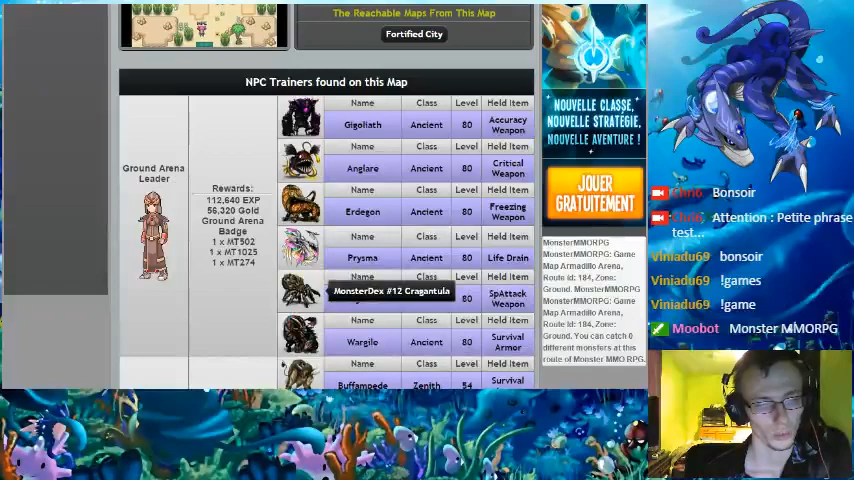 The Reachable Maps From This Map
Fortified City
NPC Trainers found on this Map
Ground Arena
Leader
Rewards:
112,640 EXP
56,320 Gold
Ground Arena
Badge
1 x MT502
1 x MT1025
1 x MT274
Name Class Level Held Item
Gigoliath Ancient 80 Accuracy
Weapon
Name Class Level Held Item
Anglare Ancient 80 Critical
Weapon
Name Class Level Held Item
Erdegon Ancient 80 Freezing
Weapon
Name Class Level Held Item
Prysma Ancient 80 Life Drain
Name Class Level Held Item
MonsterDex #12 Cragantula
80 SpAttack
Weapon
Name Class Level Held Item
Wargile Ancient 80 Survival
Armor
Name Class Level Held Item
Buffampede Zenith 54 Survival
NOUVELLE CLASSE,
NOUVELLE STRATÉGIE,
NOUVELLE AVENTURE !
JOUER
GRATUITEMENT
MonsterMMORPG
MonsterMMORPG: Game
Map Armadillo Arena,
Route Id: 184, Zone:
Ground. MonsterMMORPG
MonsterMMORPG: Game
Map Armadillo Arena,
Route Id: 184, Zone:
Ground. You can catch 0
different monsters at this
route of Monster MMO RPG.
Chri6 Bonsoir
Chri6 Attention : Petite phrase
test...
Viniadu69 bonsoir
Viniadu69 !games
Viniadu69 !game
Moobot Monster MMORPG